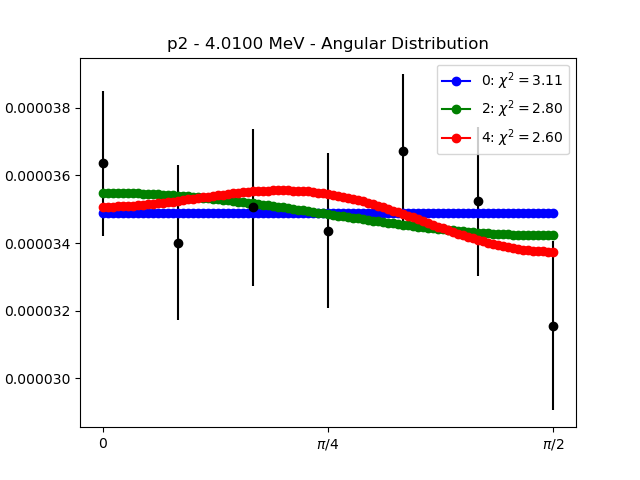 p2 - 4.0100 MeV - Angular Distribution
0: χ² = 3.11
2: χ² = 2.80
4: χ² = 2.60
0.000038
0.000036
0.000034
0.000032
0.000030
0 π/4 π/2